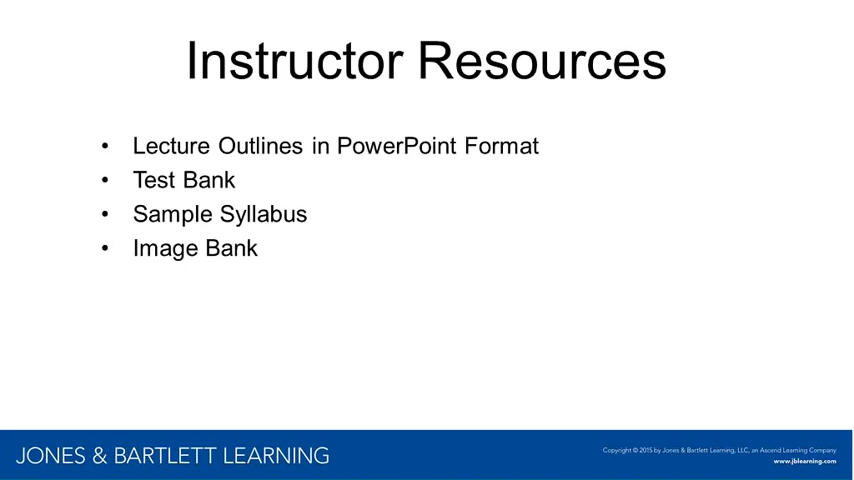 Instructor Resources
• Lecture Outlines in PowerPoint Format
• Test Bank
• Sample Syllabus
• Image Bank
JONES & BARTLETT LEARNING
Copyright © 2015 by Jones & Bartlett Learning, LLC, an Ascend Learning Company
www.jblearning.com